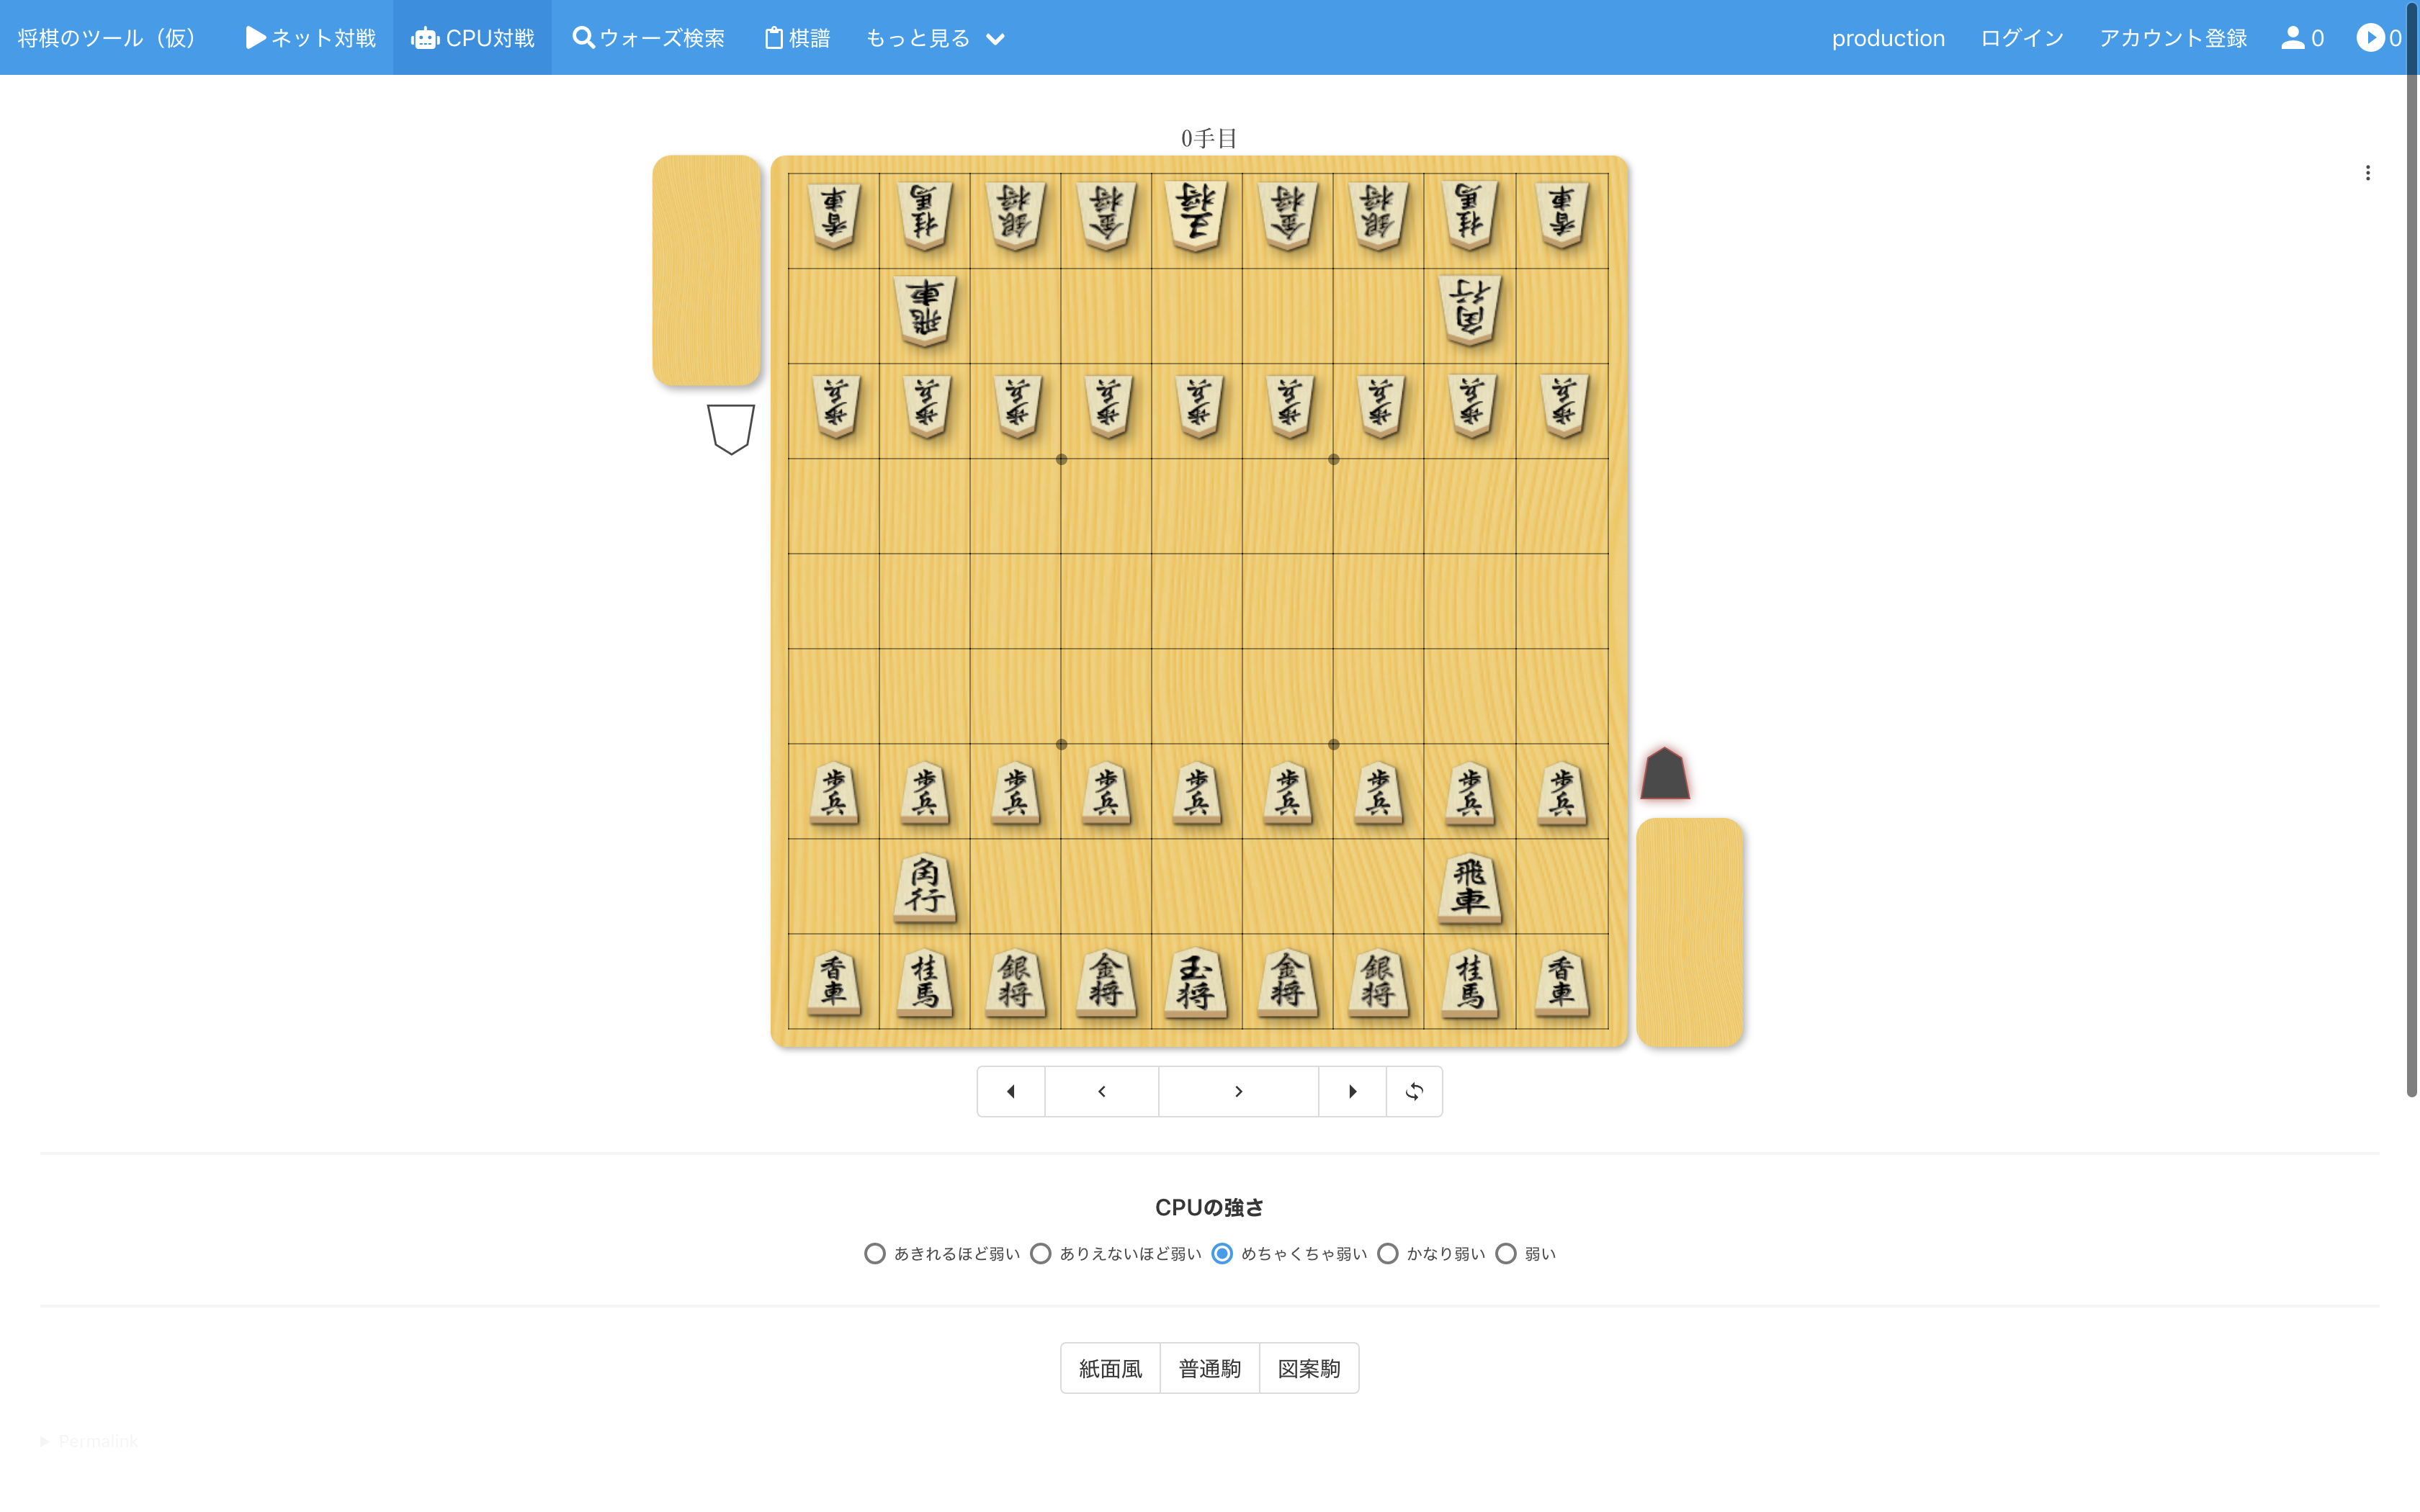 将棋のツール（仮） ネット対戦 CPU対戦 ウォーズ検索 棋譜 もっと見る production ログイン アカウント登録 0 0
0手目
香車 桂馬 銀将 金将 王将 金将 銀将 桂馬 香車
飛車 角行
歩兵 歩兵 歩兵 歩兵 歩兵 歩兵 歩兵 歩兵 歩兵
歩兵 歩兵 歩兵 歩兵 歩兵 歩兵 歩兵 歩兵 歩兵
角行 飛車
香車 桂馬 銀将 金将 玉将 金将 銀将 桂馬 香車
CPUの強さ
あきれるほど弱い ありえないほど弱い めちゃくちゃ弱い かなり弱い 弱い
紙面風 普通駒 図案駒
Permalink